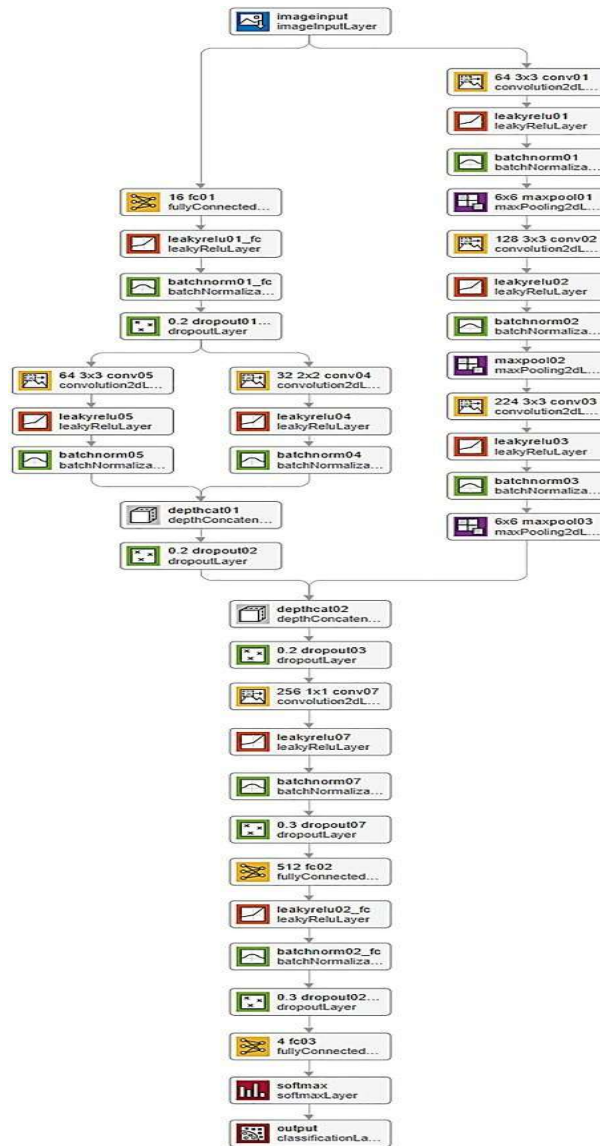 imageinput
imageInputLayer
64 3x3 conv01
convolution2dL...
leakyrelu01
leakyReluLayer
batchnorm01
batchNormalizat...
6x6 maxpool01
maxPooling2dL...
128 3x3 conv02
convolution2dL...
leakyrelu02
leakyReluLayer
batchnorm02
batchNormaliza...
maxpool02
maxPooling2dL...
224 3x3 conv03
convolution2dL...
leakyrelu03
leakyReluLayer
batchnorm03
batchNormaliza...
6x6 maxpool03
maxPooling2dL...
16 fc01
fullyConnected...
leakyrelu01_fc
leakyReluLayer
batchnorm01_fc
batchNormaliza...
0.2 dropout01...
dropoutLayer
64 3x3 conv05
convolution2dL...
leakyrelu05
leakyReluLayer
batchnorm05
batchNormaliza...
32 2x2 conv04
convolution2dL...
leakyrelu04
leakyReluLayer
batchnorm04
batchNormaliza...
depthcat01
depthConcaten...
0.2 dropout02
dropoutLayer
depthcat02
depthConcaten...
0.2 dropout03
dropoutLayer
256 1x1 conv07
convolution2dL...
leakyrelu07
leakyReluLayer
batchnorm07
batchNormaliza...
0.3 dropout07
dropoutLayer
512 fc02
fullyConnected...
leakyrelu02_fc
leakyReluLayer
batchnorm02_fc
batchNormaliza...
0.3 dropout02...
dropoutLayer
4 fc03
fullyConnected...
softmax
softmaxLayer
output
classificationLa...